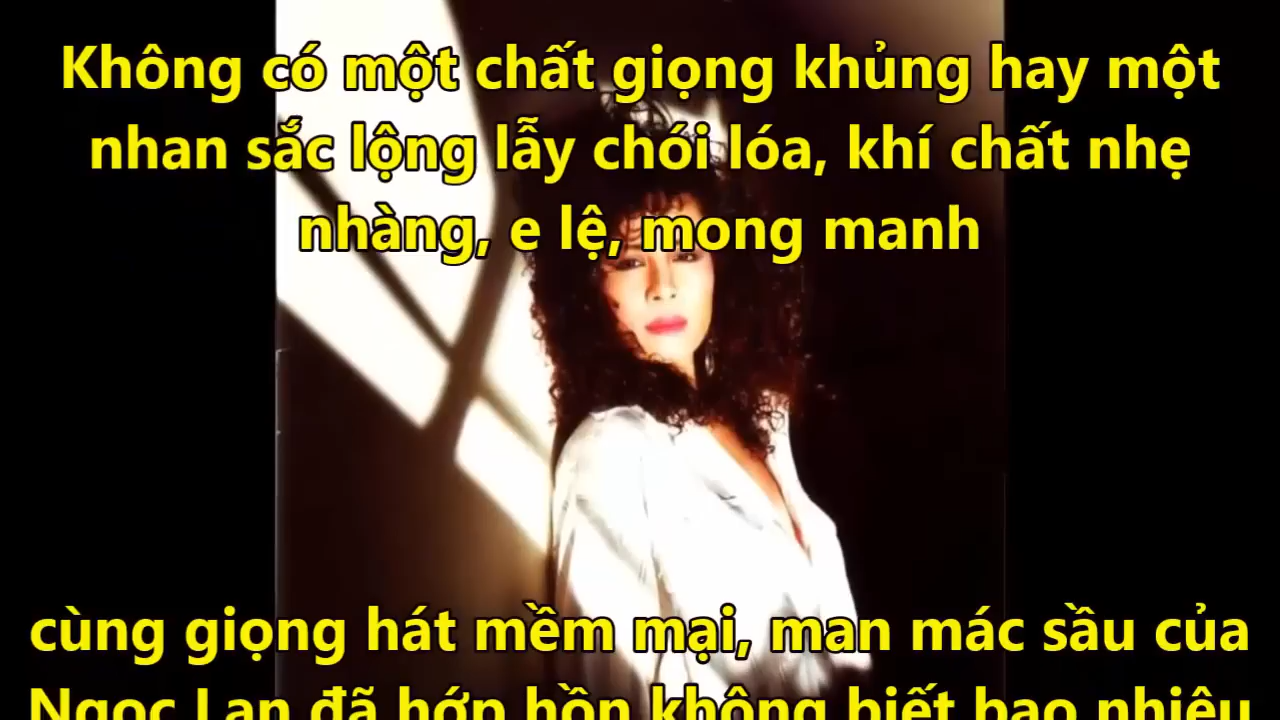 Không có một chất giọng khủng hay một
nhan sắc lộng lẫy chói lóa, khí chất nhẹ
nhàng, e lệ, mong manh
cùng giọng hát mềm mại, man mác sầu của
Ngọc Lan đã hớp hồn không biết bao nhiêu